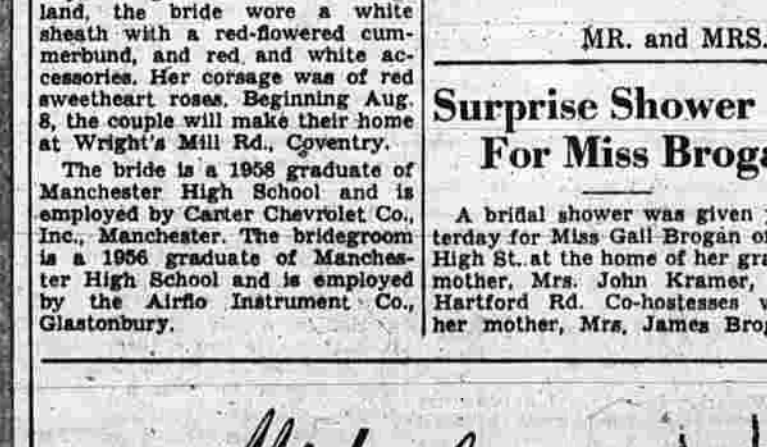 land, the bride wore a white
sheath with a red-flowered cum-
merbund, and red and white ac-
cessories. Her corsage was of red
sweetheart roses. Beginning Aug.
8, the couple will make their home
at Wright's Mill Rd., Coventry.
The bride is a 1958 graduate of
Manchester High School and is
employed by Carter Chevrolet Co.,
Inc., Manchester. The bridegroom
is a 1956 graduate of Manches-
ter High School and is employed
by the Airflo Instrument Co.,
Glastonbury.
MR. and MRS.
Surprise Shower
For Miss Broga
A bridal shower was given
terday for Miss Gail Brogan of
High St. at the home of her gra
mother, Mrs. John Kramer,
Hartford Rd. Co-hostesses
her mother, Mrs. James Brog